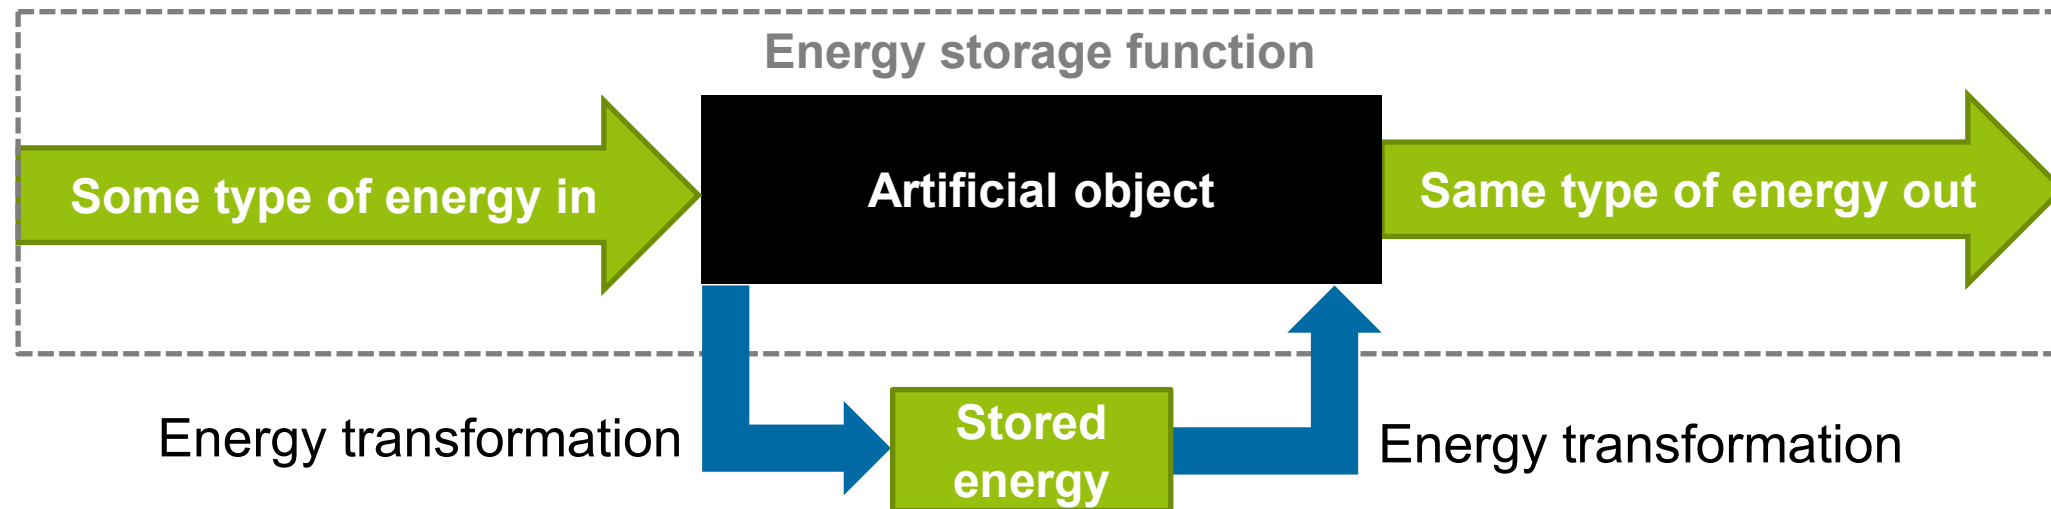 Energy storage function
Some type of energy in
Artificial object
Same type of energy out
Energy transformation
Stored
energy
Energy transformation